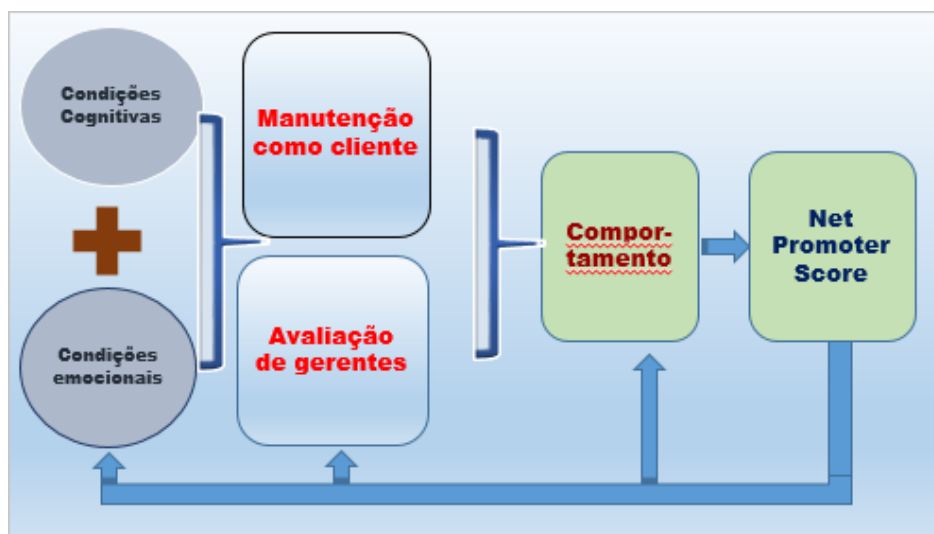 Condições
Cognitivas
Manutenção
como cliente
Condições
emocionais
Avaliação
de gerentes
Compor-
tamento
Net
Promoter
Score